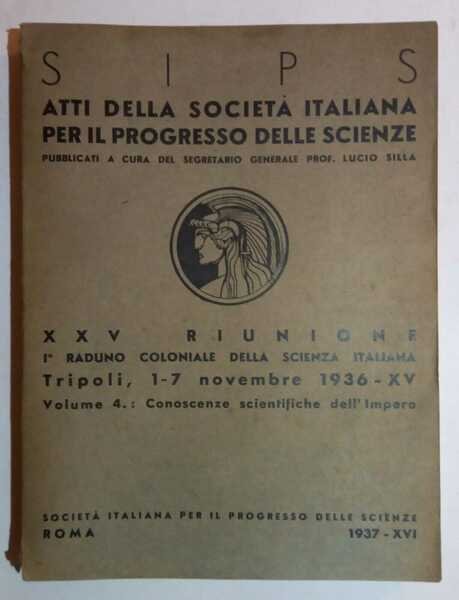 S I P S
ATTI DELLA SOCIETÀ ITALIANA
PER IL PROGRESSO DELLE SCIENZE
PUBBLICATI A CURA DEL SEGRETARIO GENERALE PROF. LUCIO SILLA
XXV RIUNIONE
I° RADUNO COLONIALE DELLA SCIENZA ITALIANA
Tripoli, 1-7 novembre 1936-XV
Volume 4.: Conoscenze scientifiche dell'Impero
SOCIETÀ ITALIANA PER IL PROGRESSO DELLE SCIENZE
ROMA 1937-XVI